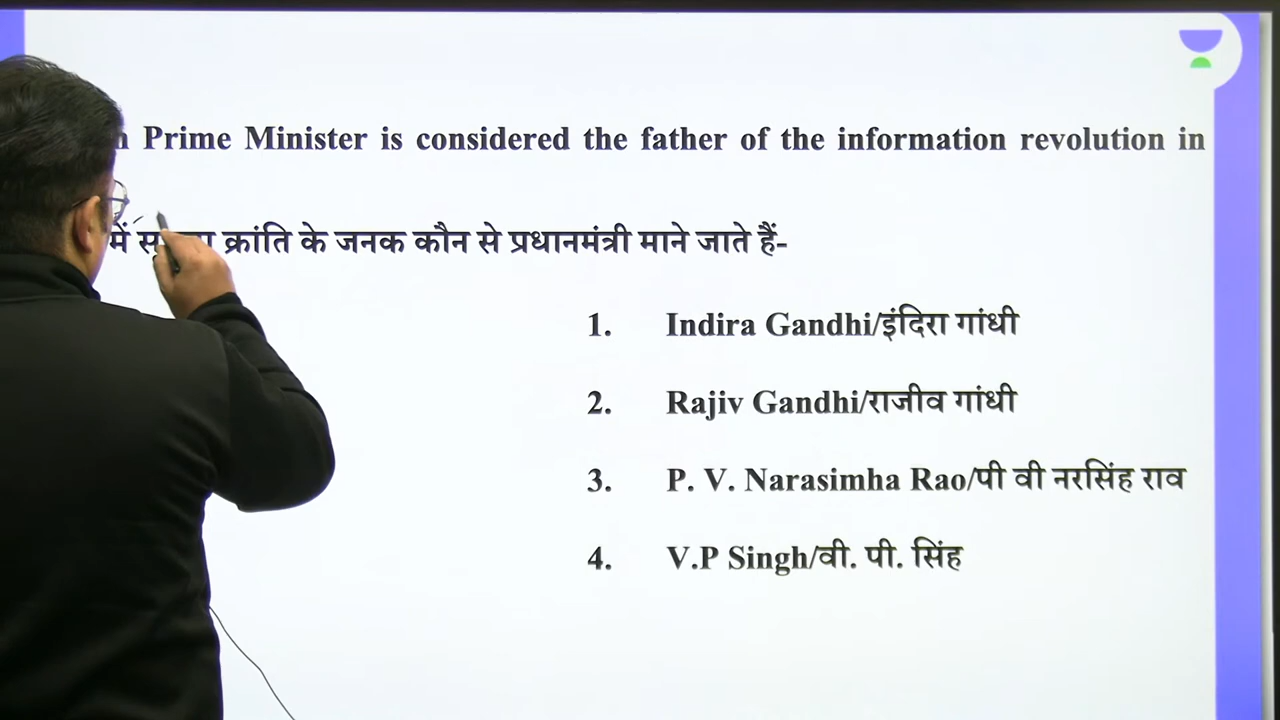 Prime Minister is considered the father of the information revolution in
में क्रांति के जनक कौन से प्रधानमंत्री माने जाते हैं-
1. Indira Gandhi/इंदिरा गांधी
2. Rajiv Gandhi/राजीव गांधी
3. P. V. Narasimha Rao/पी वी नरसिंह राव
4. V.P Singh/वी. पी. सिंह